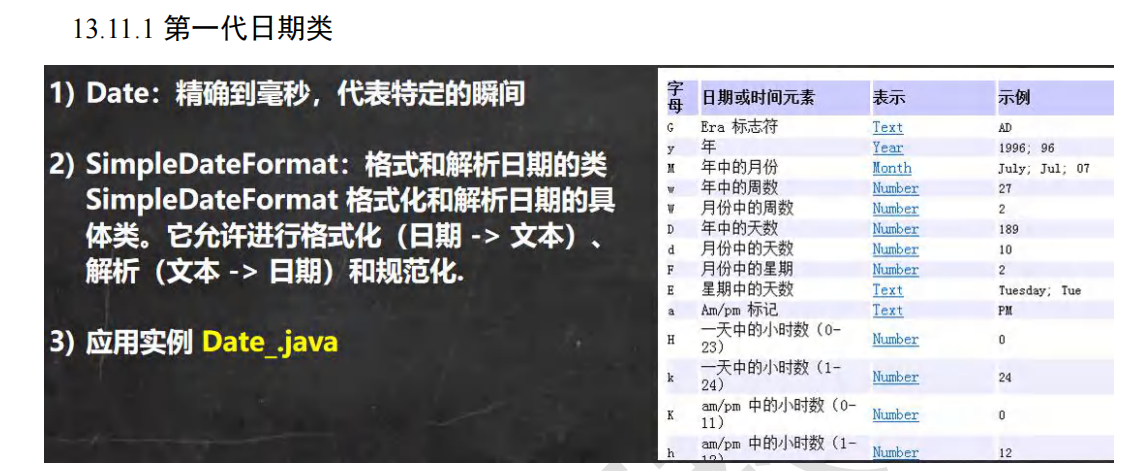 13.11.1 第一代日期类
1) Date：精确到毫秒，代表特定的瞬间
2) SimpleDateFormat：格式和解析日期的类
SimpleDateFormat 格式化和解析日期的具
体类。它允许进行格式化（日期 -> 文本）、
解析（文本 -> 日期）和规范化.
3) 应用实例 Date_.java
字母 日期或时间元素 表示 示例
G Era 标志符 Text AD
y 年 Year 1996; 96
M 年中的月份 Month July; Jul; 07
w 年中的周数 Number 27
W 月份中的周数 Number 2
D 年中的天数 Number 189
d 月份中的天数 Number 10
F 月份中的星期 Number 2
E 星期中的天数 Text Tuesday; Tue
a Am/pm 标记 Text PM
H 一天中的小时数（0-23） Number 0
k 一天中的小时数（1-24） Number 24
K am/pm 中的小时数（0-11） Number 0
h am/pm 中的小时数（1-12） Number 12